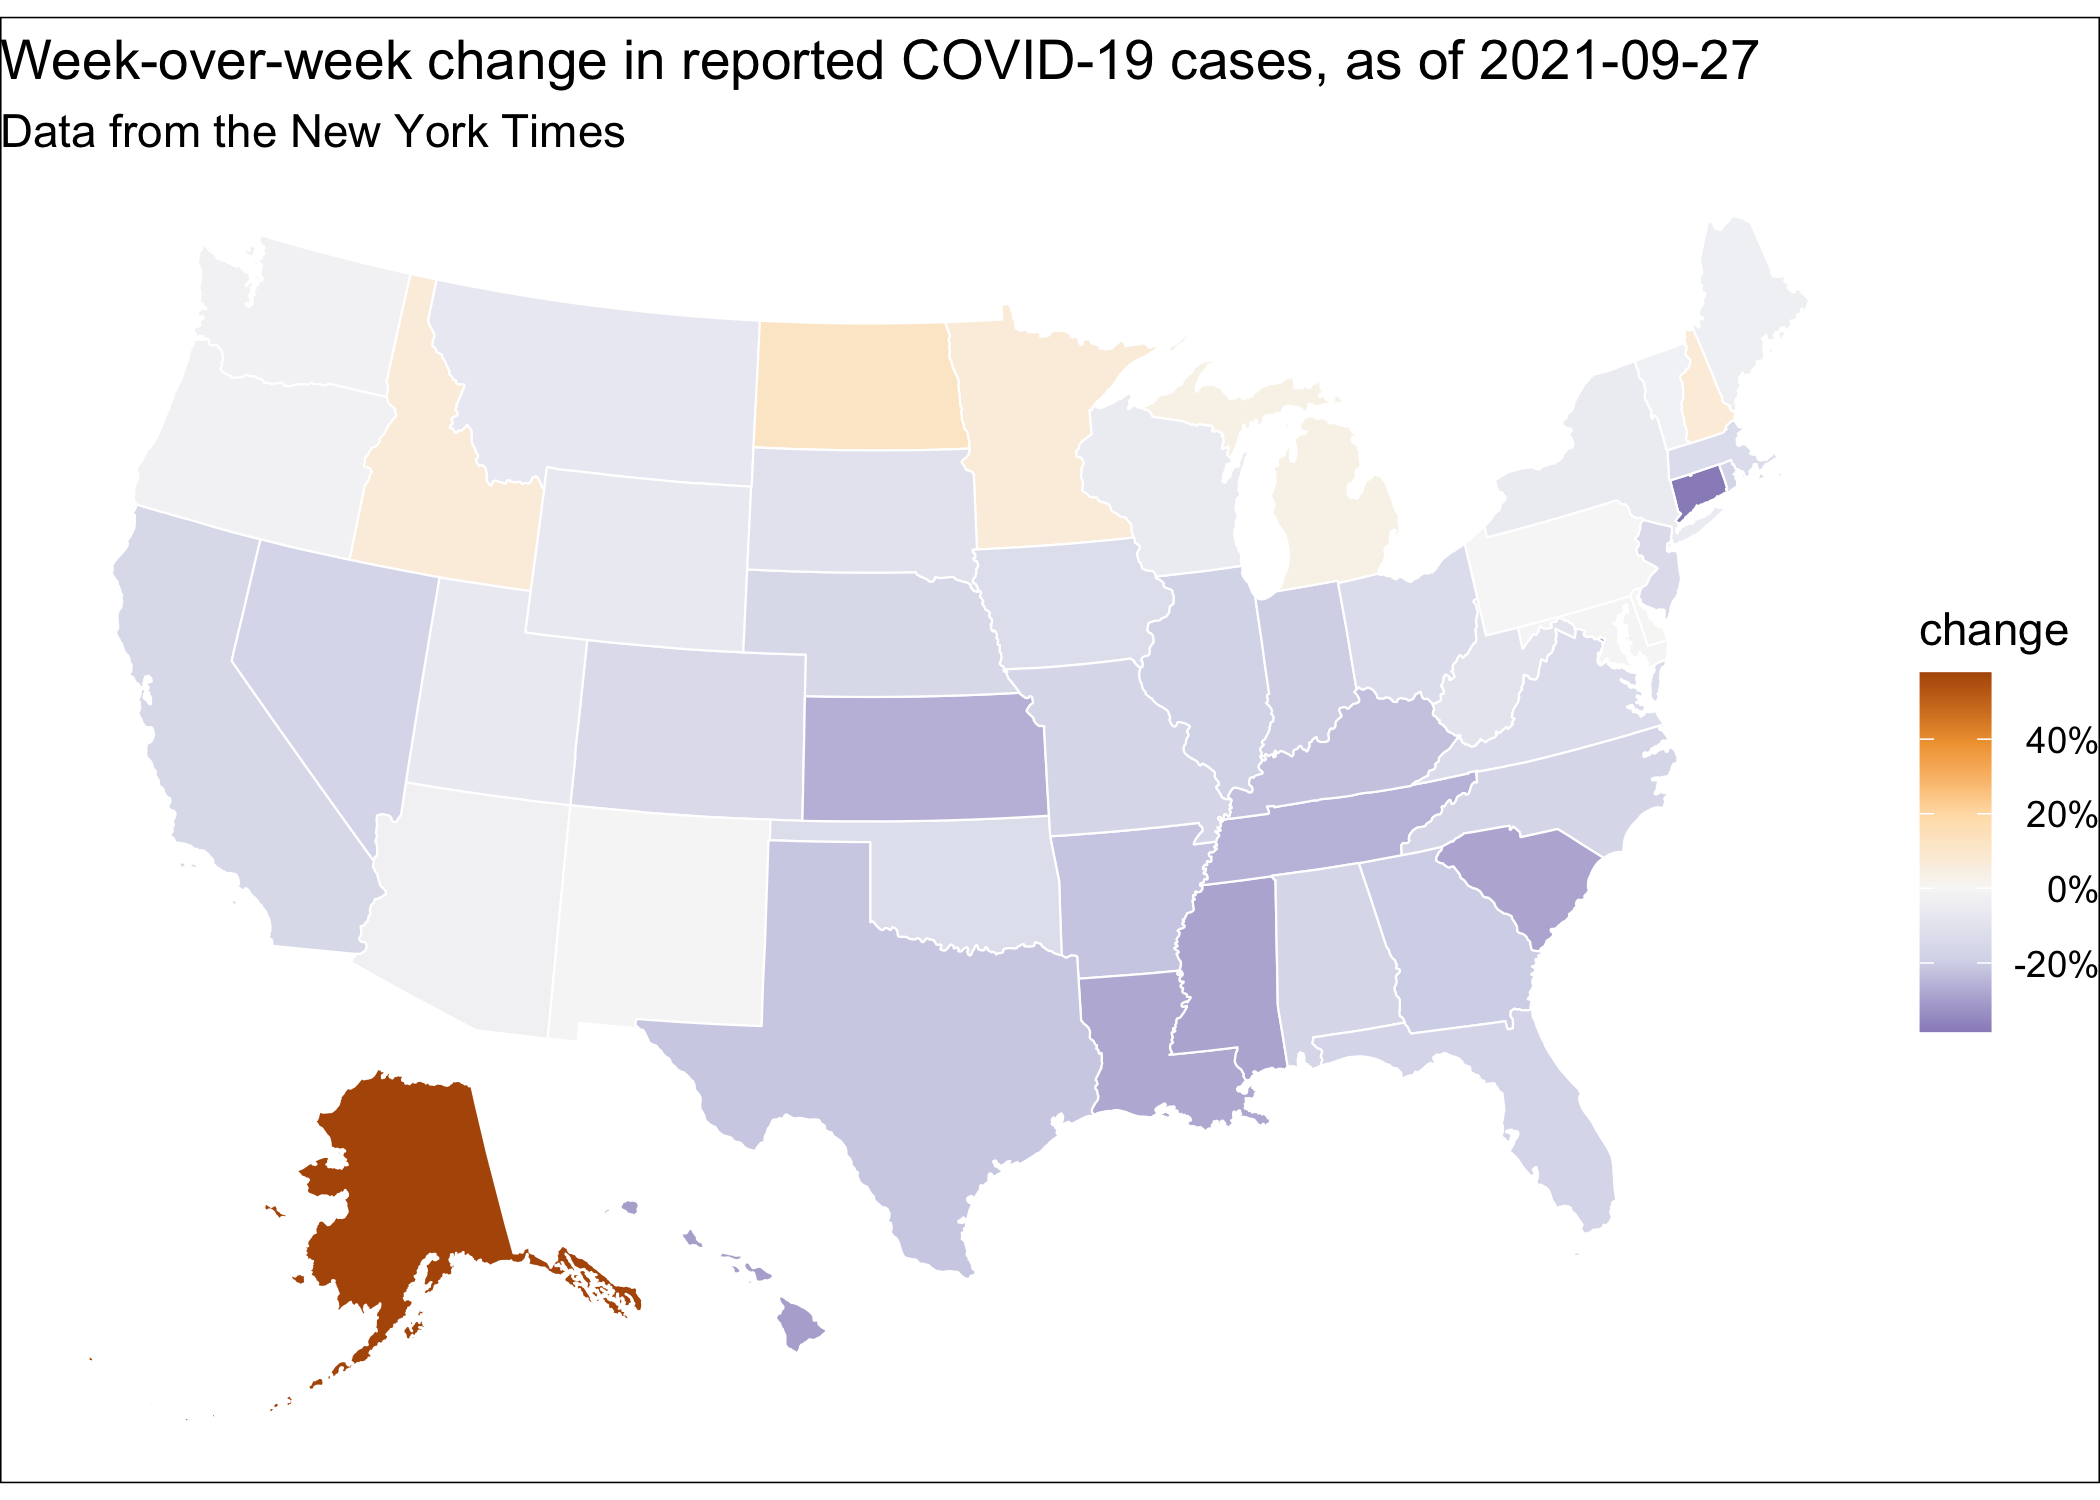 Week-over-week change in reported COVID-19 cases, as of 2021-09-27
Data from the New York Times
change
40%
20%
0%
-20%